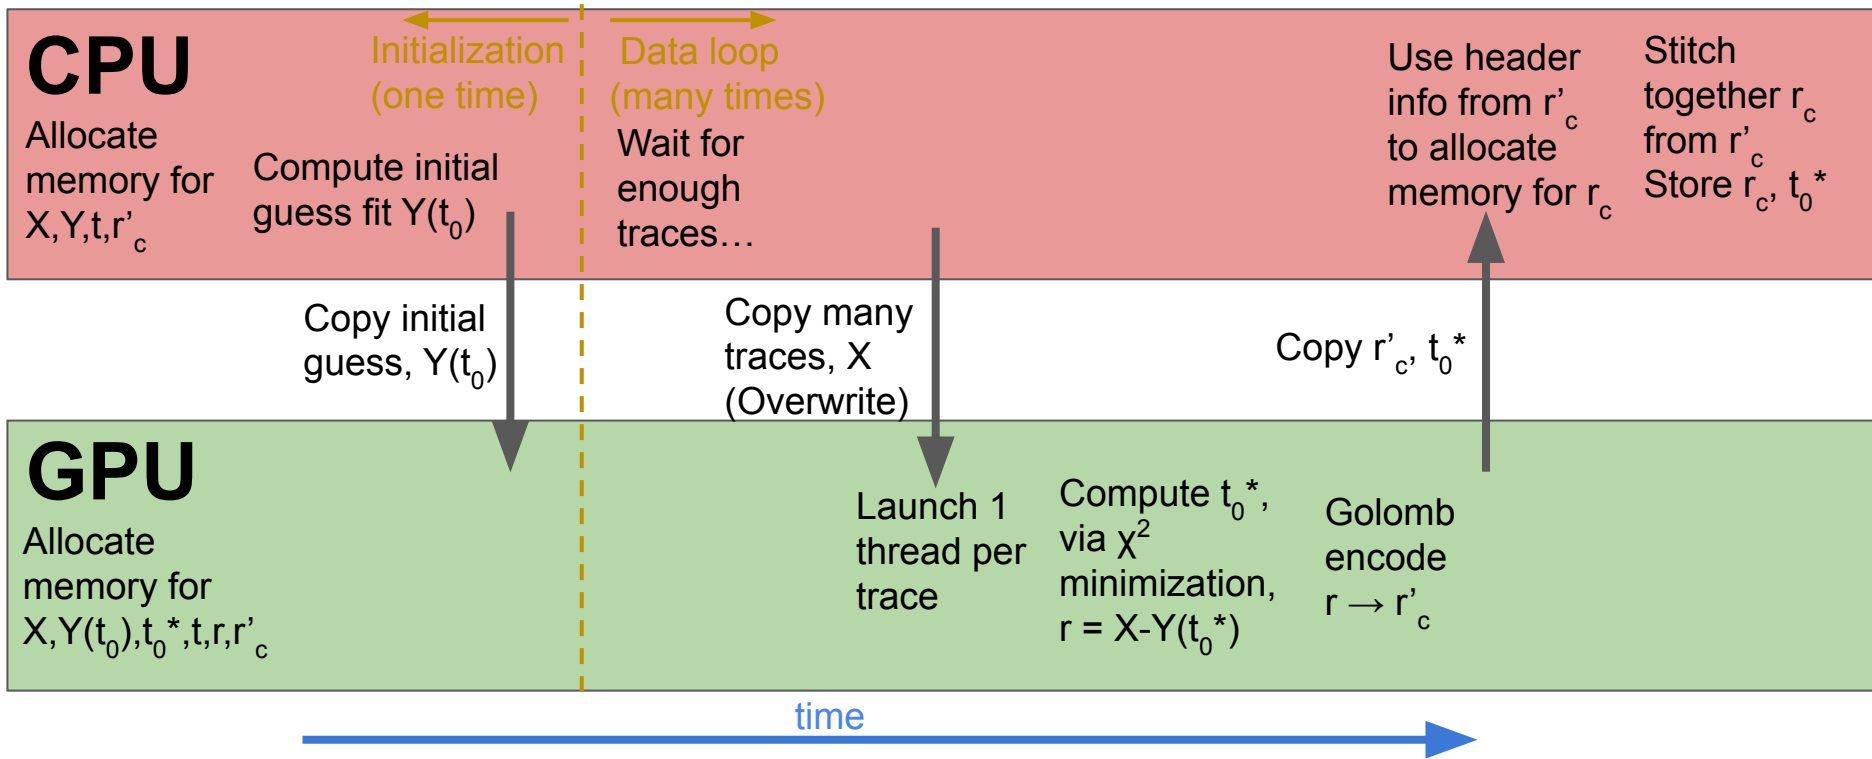 CPU
Allocate
memory for
X,Y,t,r’c
Compute initial
guess fit Y(t0)
Initialization
(one time)
Data loop
(many times)
Wait for
enough
traces…
Use header
info from r’c
to allocate
memory for rc
Stitch
together rc
from r’c
Store rc, t0*
Copy initial
guess, Y(t0)
Copy many
traces, X
(Overwrite)
Copy r’c, t0*
GPU
Allocate
memory for
X,Y(t0),t0*,t,r,r’c
Launch 1
thread per
trace
Compute t0*,
via χ²
minimization,
r = X-Y(t0*)
Golomb
encode
r → r’c
time